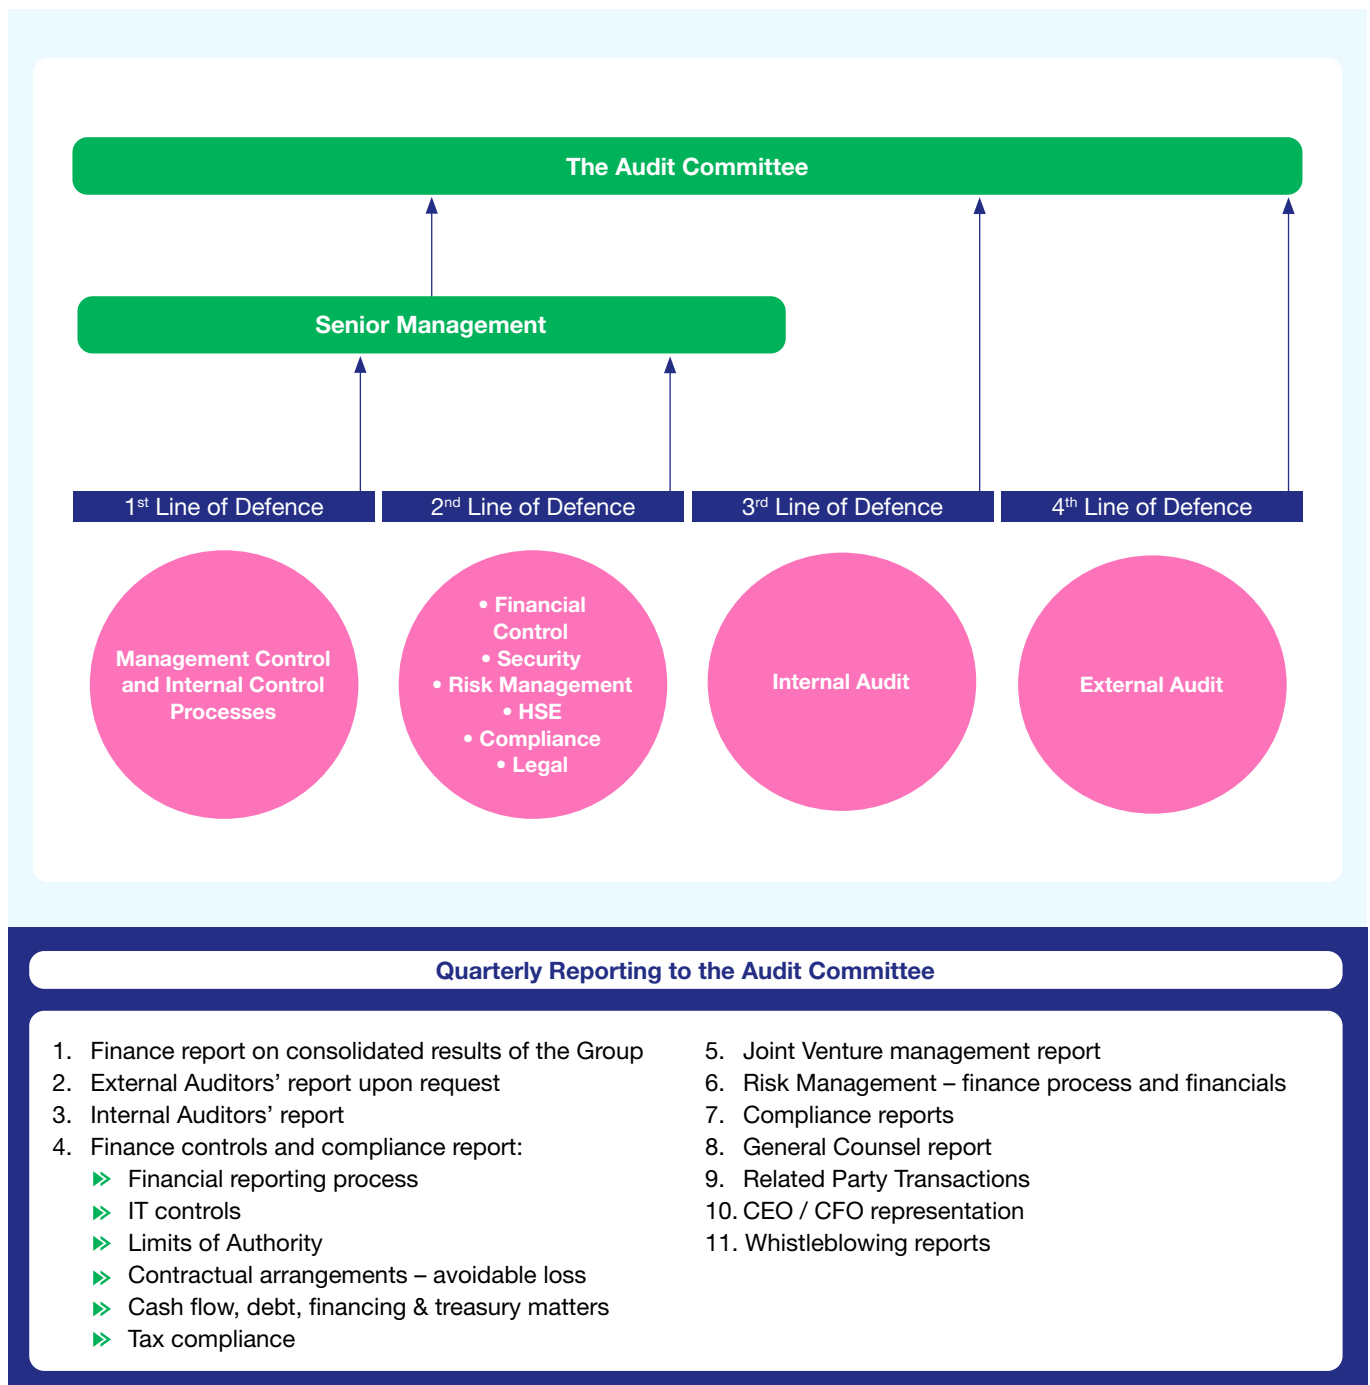 The Audit Committee
Senior Management
1st Line of Defence
2nd Line of Defence
3rd Line of Defence
4th Line of Defence
Management Control
and Internal Control
Processes
• Financial
Control
• Security
• Risk Management
• HSE
• Compliance
• Legal
Internal Audit
External Audit
Quarterly Reporting to the Audit Committee
1. Finance report on consolidated results of the Group
2. External Auditors’ report upon request
3. Internal Auditors’ report
4. Finance controls and compliance report:
Financial reporting process
IT controls
Limits of Authority
Contractual arrangements – avoidable loss
Cash flow, debt, financing & treasury matters
Tax compliance
5. Joint Venture management report
6. Risk Management – finance process and financials
7. Compliance reports
8. General Counsel report
9. Related Party Transactions
10. CEO / CFO representation
11. Whistleblowing reports